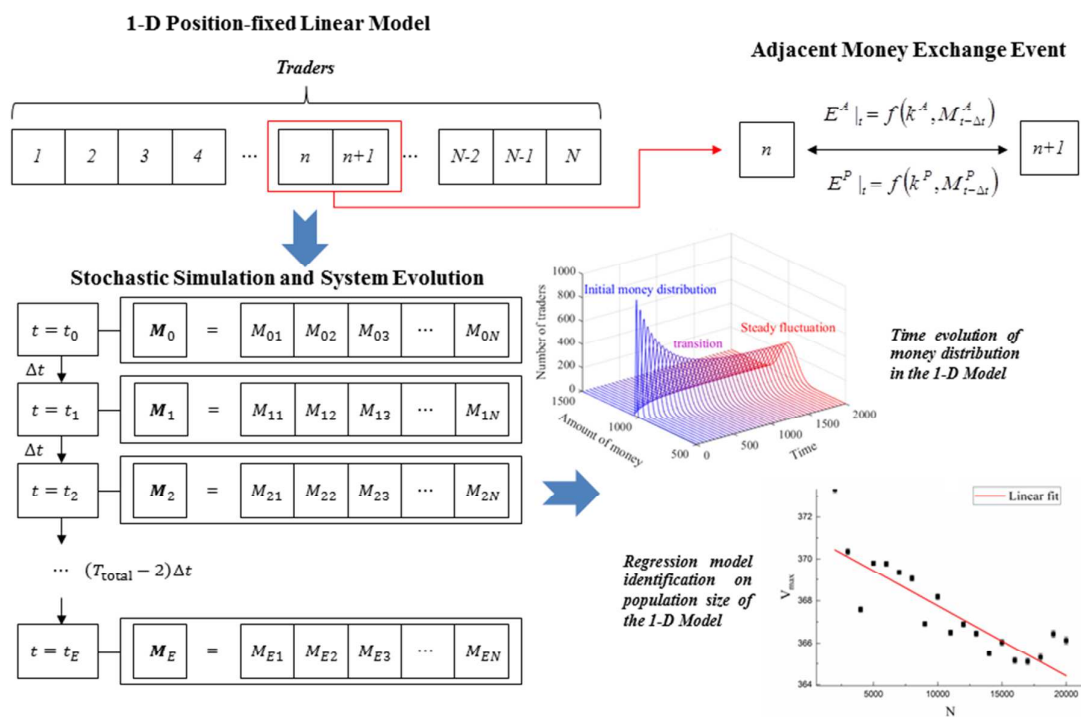 1-D Position-fixed Linear Model
Traders
1 2 3 4 ... n n+1 ... N-2 N-1 N
Adjacent Money Exchange Event
E^A |_t = f(k^A, M^A_{t-Δt})
n n+1
E^P |_t = f(k^P, M^P_{t-Δt})
Stochastic Simulation and System Evolution
t = t_0 M_0 = M_01 M_02 M_03 ... M_0N
Δt
t = t_1 M_1 = M_11 M_12 M_13 ... M_1N
Δt
t = t_2 M_2 = M_21 M_22 M_23 ... M_2N
... (T_total − 2)Δt
t = t_E M_E = M_E1 M_E2 M_E3 ... M_EN
Number of traders
1000
800
600
400
200
0
Initial money distribution
transition
Steady fluctuation
1500
1000
500
Amount of money
0
500
1000
1500
2000
Time
Time evolution of
money distribution
in the 1-D Model
Regression model
identification on
population size of
the 1-D Model
Linear fit
V_max
372
370
368
366
364
5000 10000 15000 20000
N